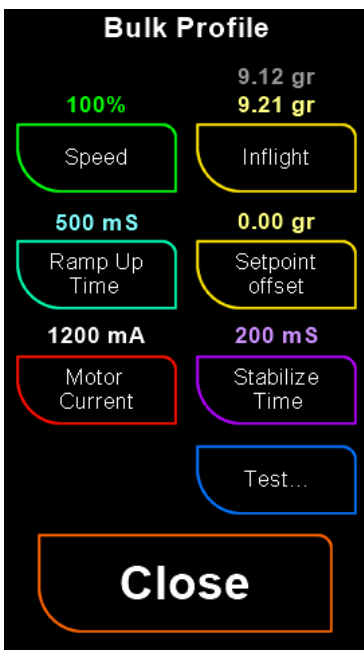 Bulk Profile
9.12 gr
100%
9.21 gr
Speed
Inflight
500 mS
0.00 gr
Ramp Up
Time
Setpoint
offset
1200 mA
200 mS
Motor
Current
Stabilize
Time
Test...
Close